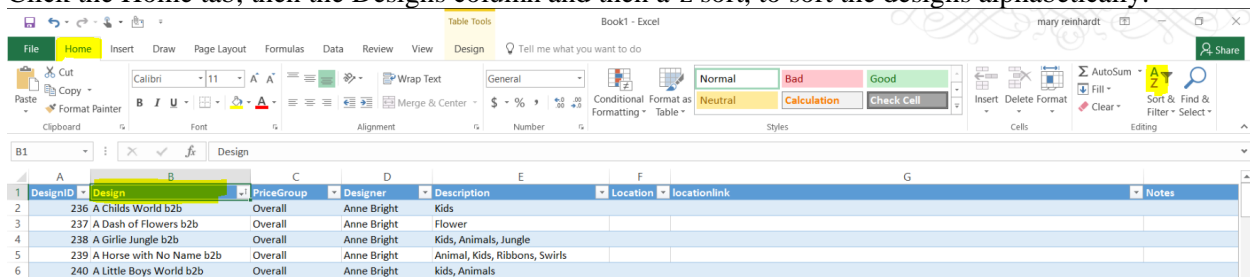 Click the Home tab, then the Designs column and then a-z sort, to sort the designs alphabetically.
Table Tools Book1 - Excel mary reinhardt
File Home Insert Draw Page Layout Formulas Data Review View Design Tell me what you want to do Share
Cut
Copy
Format Painter
Paste
Clipboard
Calibri 11 A A
B I U A
Font
Wrap Text
Merge & Center
Alignment
General
$ % , .0 .00 .00 .0
Number
Conditional Formatting
Format as Table
Normal Bad Good
Neutral Calculation Check Cell
Styles
Insert Delete Format
Cells
AutoSum
Fill
Clear
A Z
Sort & Filter
Find & Select
Editing
B1 fx Design
A B C D E F G
1 DesignID Design PriceGroup Designer Description Location locationlink Notes
2 236 A Childs World b2b Overall Anne Bright Kids
3 237 A Dash of Flowers b2b Overall Anne Bright Flower
4 238 A Girlie Jungle b2b Overall Anne Bright Kids, Animals, Jungle
5 239 A Horse with No Name b2b Overall Anne Bright Animal, Kids, Ribbons, Swirls
6 240 A Little Boys World b2b Overall Anne Bright kids, Animals